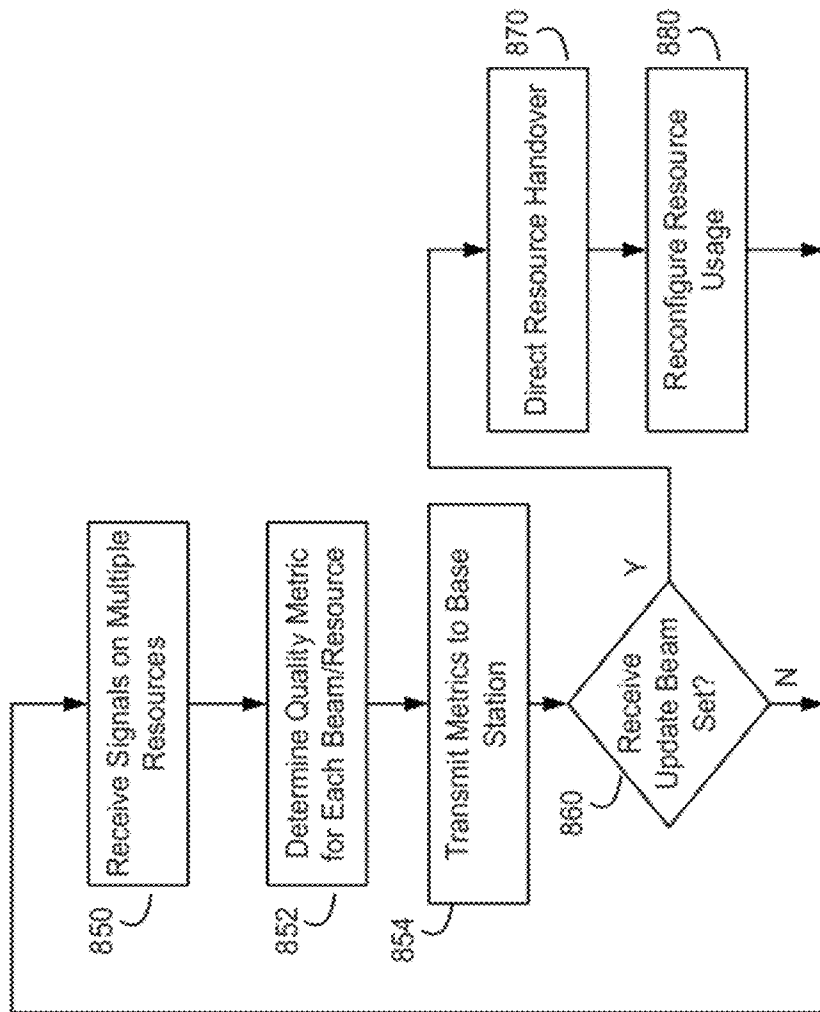 850
Receive Signals on Multiple
Resources
852
Determine Quality Metric
for Each Beam/Resource
854
Transmit Metrics to Base
Station
860
Receive
Update Beam
Set?
Y
N
870
Direct Resource Handover
880
Reconfigure Resource
Usage